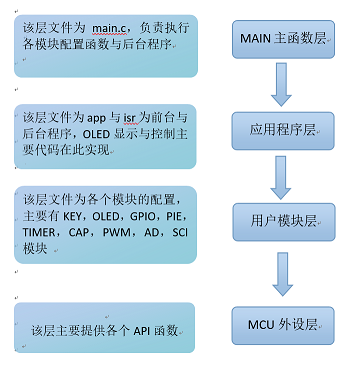 该层文件为 main.c，负责执行
各模块配置函数与后台程序
MAIN 主函数层
该层文件为 app 与 isr 为前台与
后台程序，OLED 显示与控制主
要代码在此实现
应用程序层
该层文件为各个模块的配置，
主要有 KEY，OLED，GPIO，PIE，
TIMER，CAP，PWM，AD，SCI
模块
用户模块层
该层主要提供各个 API 函数
MCU 外设层